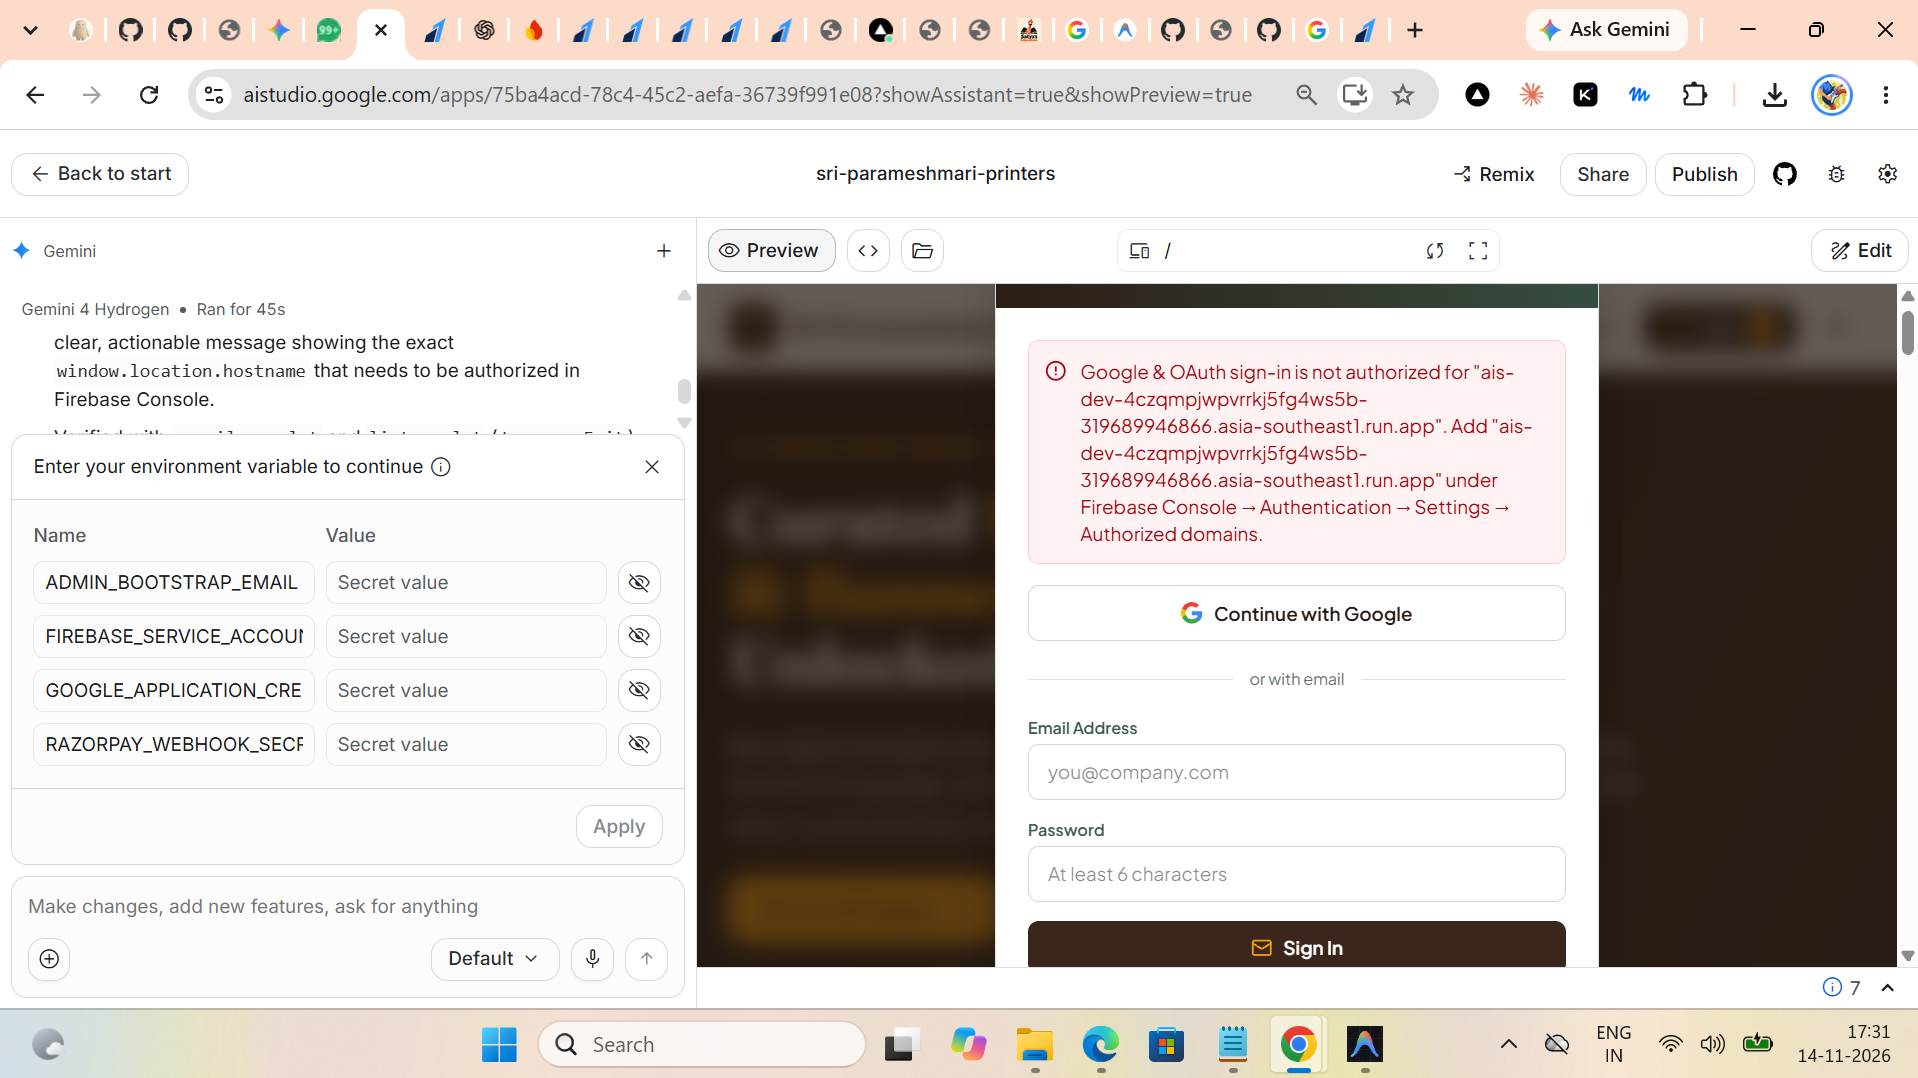 99+
Ask Gemini
aistudio.google.com/apps/75ba4acd-78c4-45c2-aefa-36739f991e08?showAssistant=true&showPreview=true
Back to start
sri-parameshmari-printers
Remix
Share
Publish
Gemini
Preview
/
Edit
Gemini 4 Hydrogen • Ran for 45s
clear, actionable message showing the exact
window.location.hostname that needs to be authorized in
Firebase Console.
Enter your environment variable to continue
Name
Value
ADMIN_BOOTSTRAP_EMAIL
Secret value
FIREBASE_SERVICE_ACCOUN
Secret value
GOOGLE_APPLICATION_CRE
Secret value
RAZORPAY_WEBHOOK_SECR
Secret value
Apply
Make changes, add new features, ask for anything
Default
Google & OAuth sign-in is not authorized for "ais-
dev-4czqmpjwpvrrkj5fg4ws5b-
319689946866.asia-southeast1.run.app". Add "ais-
dev-4czqmpjwpvrrkj5fg4ws5b-
319689946866.asia-southeast1.run.app" under
Firebase Console → Authentication → Settings →
Authorized domains.
Continue with Google
or with email
Email Address
you@company.com
Password
At least 6 characters
Sign In
7
Search
ENG
IN
17:31
14-11-2026